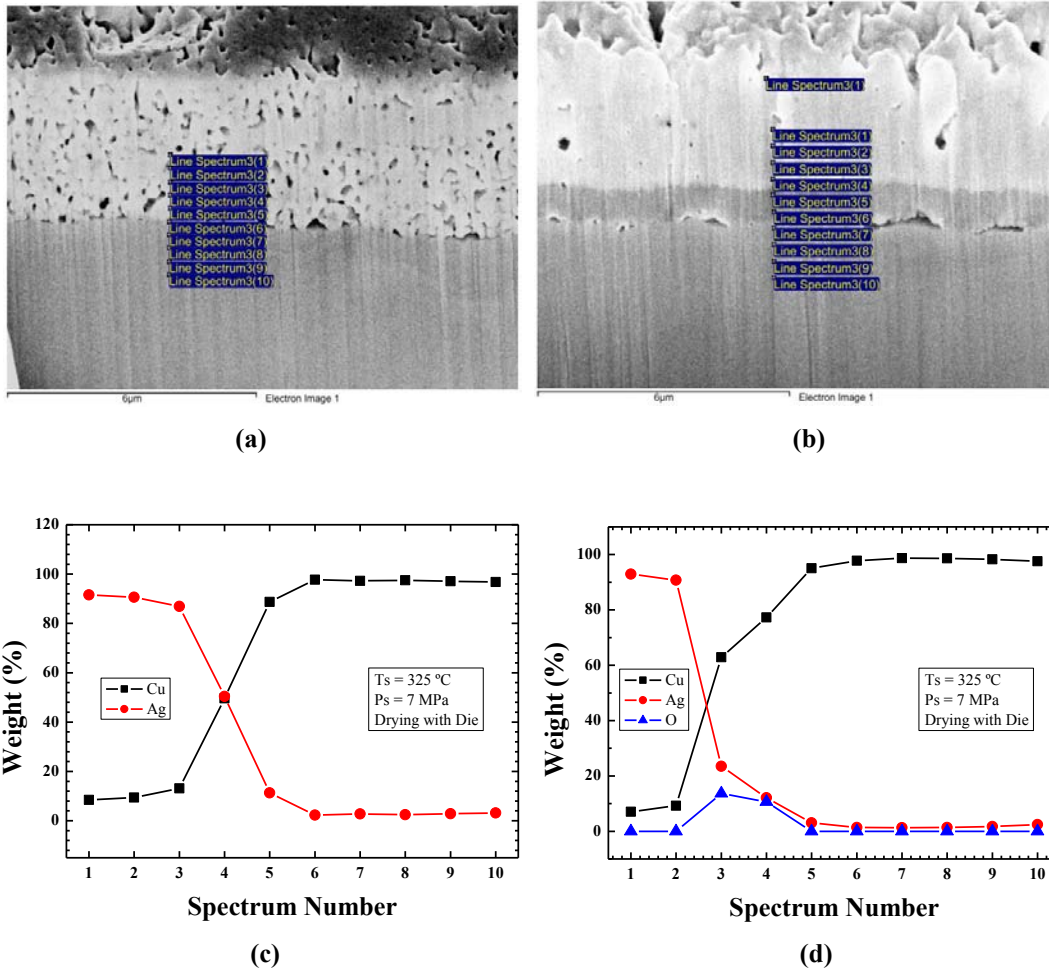 Line Spectrum3(1)
Line Spectrum3(2)
Line Spectrum3(3)
Line Spectrum3(4)
Line Spectrum3(5)
Line Spectrum3(6)
Line Spectrum3(7)
Line Spectrum3(8)
Line Spectrum3(9)
Line Spectrum3(10)
6µm
Electron Image 1
(a)
Line Spectrum3(1)
Line Spectrum3(1)
Line Spectrum3(2)
Line Spectrum3(3)
Line Spectrum3(4)
Line Spectrum3(5)
Line Spectrum3(6)
Line Spectrum3(7)
Line Spectrum3(8)
Line Spectrum3(9)
Line Spectrum3(10)
6µm
Electron Image 1
(b)
120
100
80
60
40
20
0
Weight (%)
Cu
Ag
Ts = 325 ºC
Ps = 7 MPa
Drying with Die
1 2 3 4 5 6 7 8 9 10
Spectrum Number
(c)
100
80
60
40
20
0
Weight (%)
Cu
Ag
O
Ts = 325 ºC
Ps = 7 MPa
Drying with Die
1 2 3 4 5 6 7 8 9 10
Spectrum Number
(d)